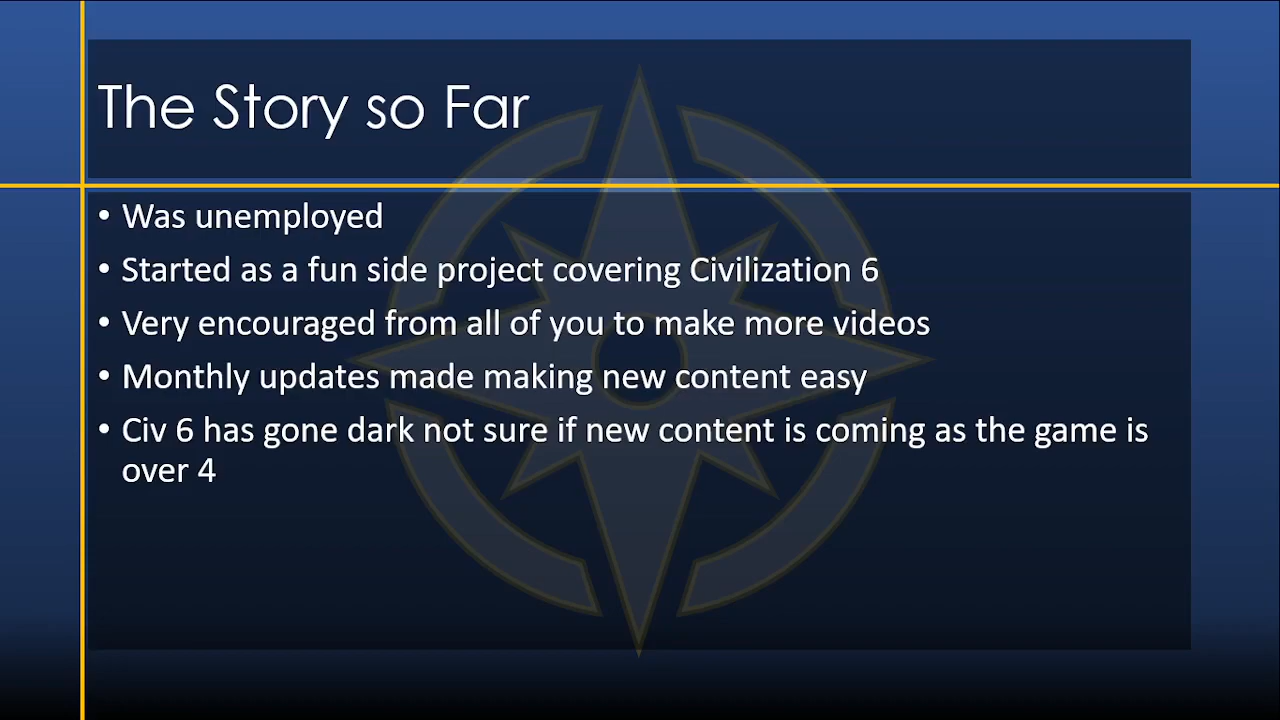 The Story so Far
• Was unemployed
• Started as a fun side project covering Civilization 6
• Very encouraged from all of you to make more videos
• Monthly updates made making new content easy
• Civ 6 has gone dark not sure if new content is coming as the game is
over 4